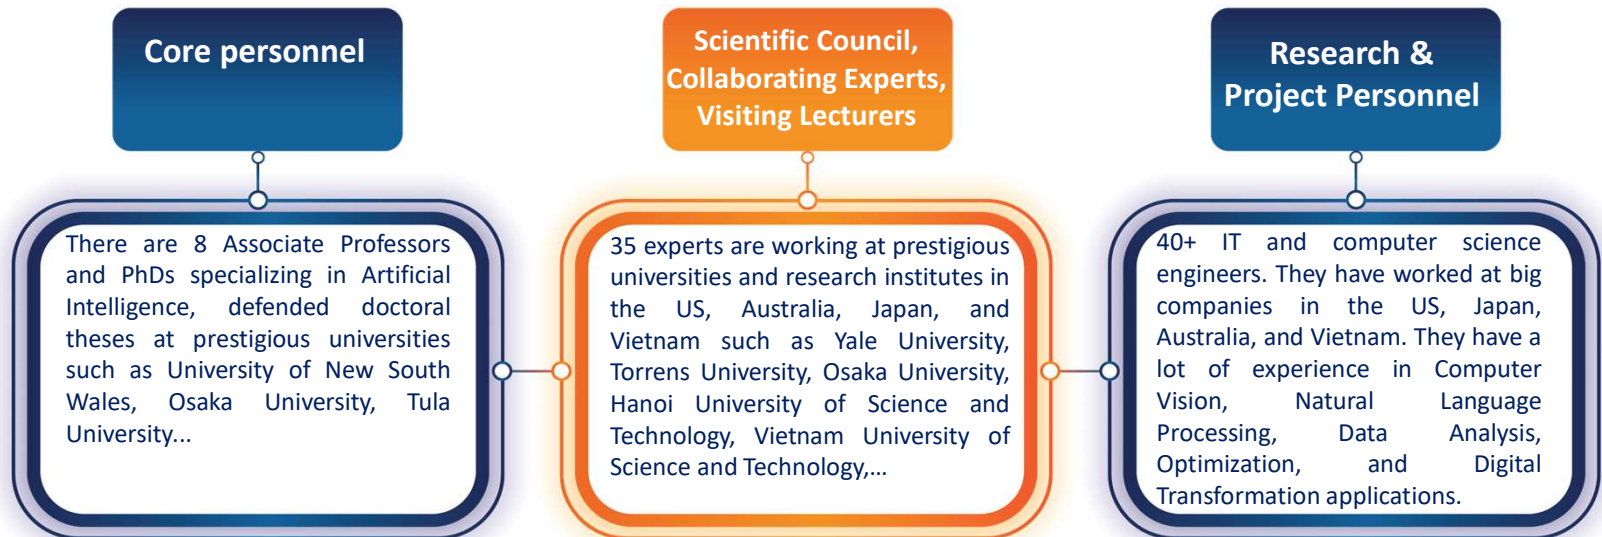 Core personnel
There are 8 Associate Professors
and PhDs specializing in Artificial
Intelligence, defended doctoral
theses at prestigious universities
such as University of New South
Wales, Osaka University, Tula
University...
Scientific Council,
Collaborating Experts,
Visiting Lecturers
35 experts are working at prestigious
universities and research institutes in
the US, Australia, Japan, and
Vietnam such as Yale University,
Torrens University, Osaka University,
Hanoi University of Science and
Technology, Vietnam University of
Science and Technology,...
Research &
Project Personnel
40+ IT and computer science
engineers. They have worked at big
companies in the US, Japan,
Australia, and Vietnam. They have a
lot of experience in Computer
Vision, Natural Language
Processing, Data Analysis,
Optimization, and Digital
Transformation applications.